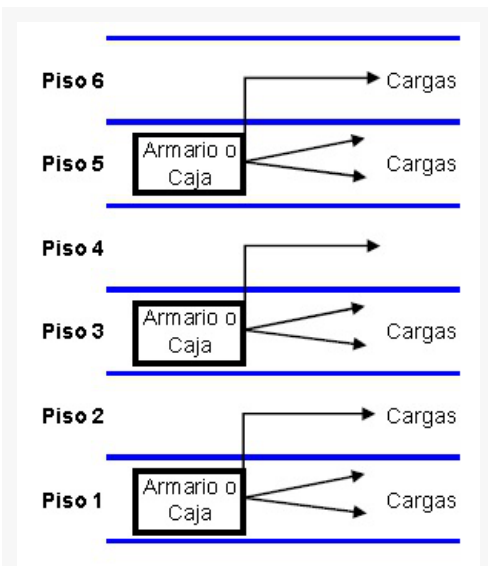 Piso 6 Cargas
Piso 5 Armario o Caja Cargas
Piso 4
Piso 3 Armario o Caja Cargas
Piso 2 Cargas
Piso 1 Armario o Caja Cargas